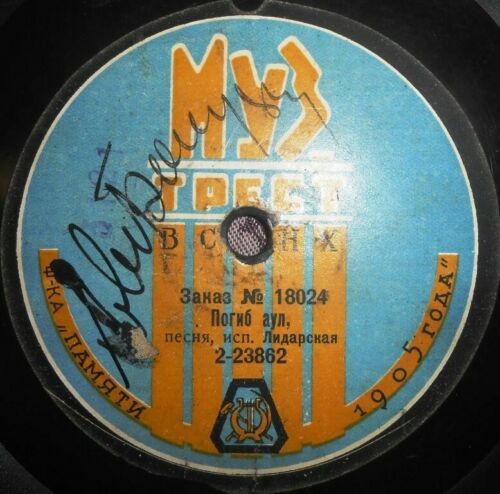 МУЗ
ТРЕСТ
ВСНХ
Заказ № 18024
Погиб аул,
песня, исп. Лидарская
2-23862
Ф-КА „ПАМЯТИ 1905 ГОДА"